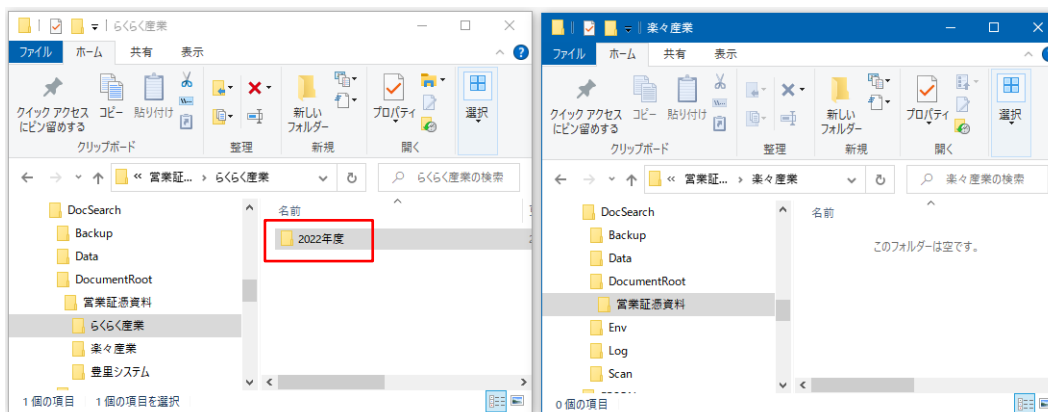 らくらく産業
ファイル ホーム 共有 表示
クイック アクセス
にピン留めする
コピー
貼り付け
新しい
フォルダー
プロパティ
選択
クリップボード 整理 新規 開く
« 営業証... › らくらく産業
らくらく産業の検索
DocSearch
Backup
Data
DocumentRoot
営業証憑資料
らくらく産業
楽々産業
豊里システム
名前
2022年度
1 個の項目 1 個の項目を選択
楽々産業
ファイル ホーム 共有 表示
クイック アクセス
にピン留めする
コピー
貼り付け
新しい
フォルダー
プロパティ
選択
クリップボード 整理 新規 開く
« 営業証... › 楽々産業
楽々産業の検索
DocSearch
Backup
Data
DocumentRoot
営業証憑資料
Env
Log
Scan
名前
このフォルダーは空です。
0 個の項目